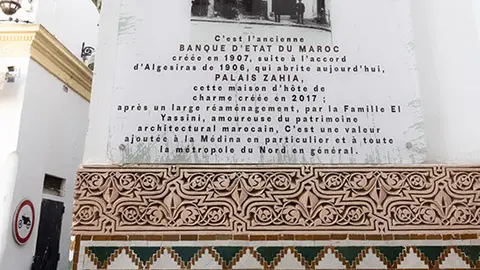 C'est l'ancienne
BANQUE D'ETAT DU MAROC
créée en 1907, suite à l'accord
d'Algesiras de 1906, qui abrite aujourd'hui,
PALAIS ZAHIA,
cette maison d'hôte de
charme créée en 2017 ;
après un large réaménagement, par la Famille El
Yassini, amoureuse du patrimoine
architectural marocain, C'est une valeur
ajoutée à la Médina en particulier et à toute
la métropole du Nord en général.